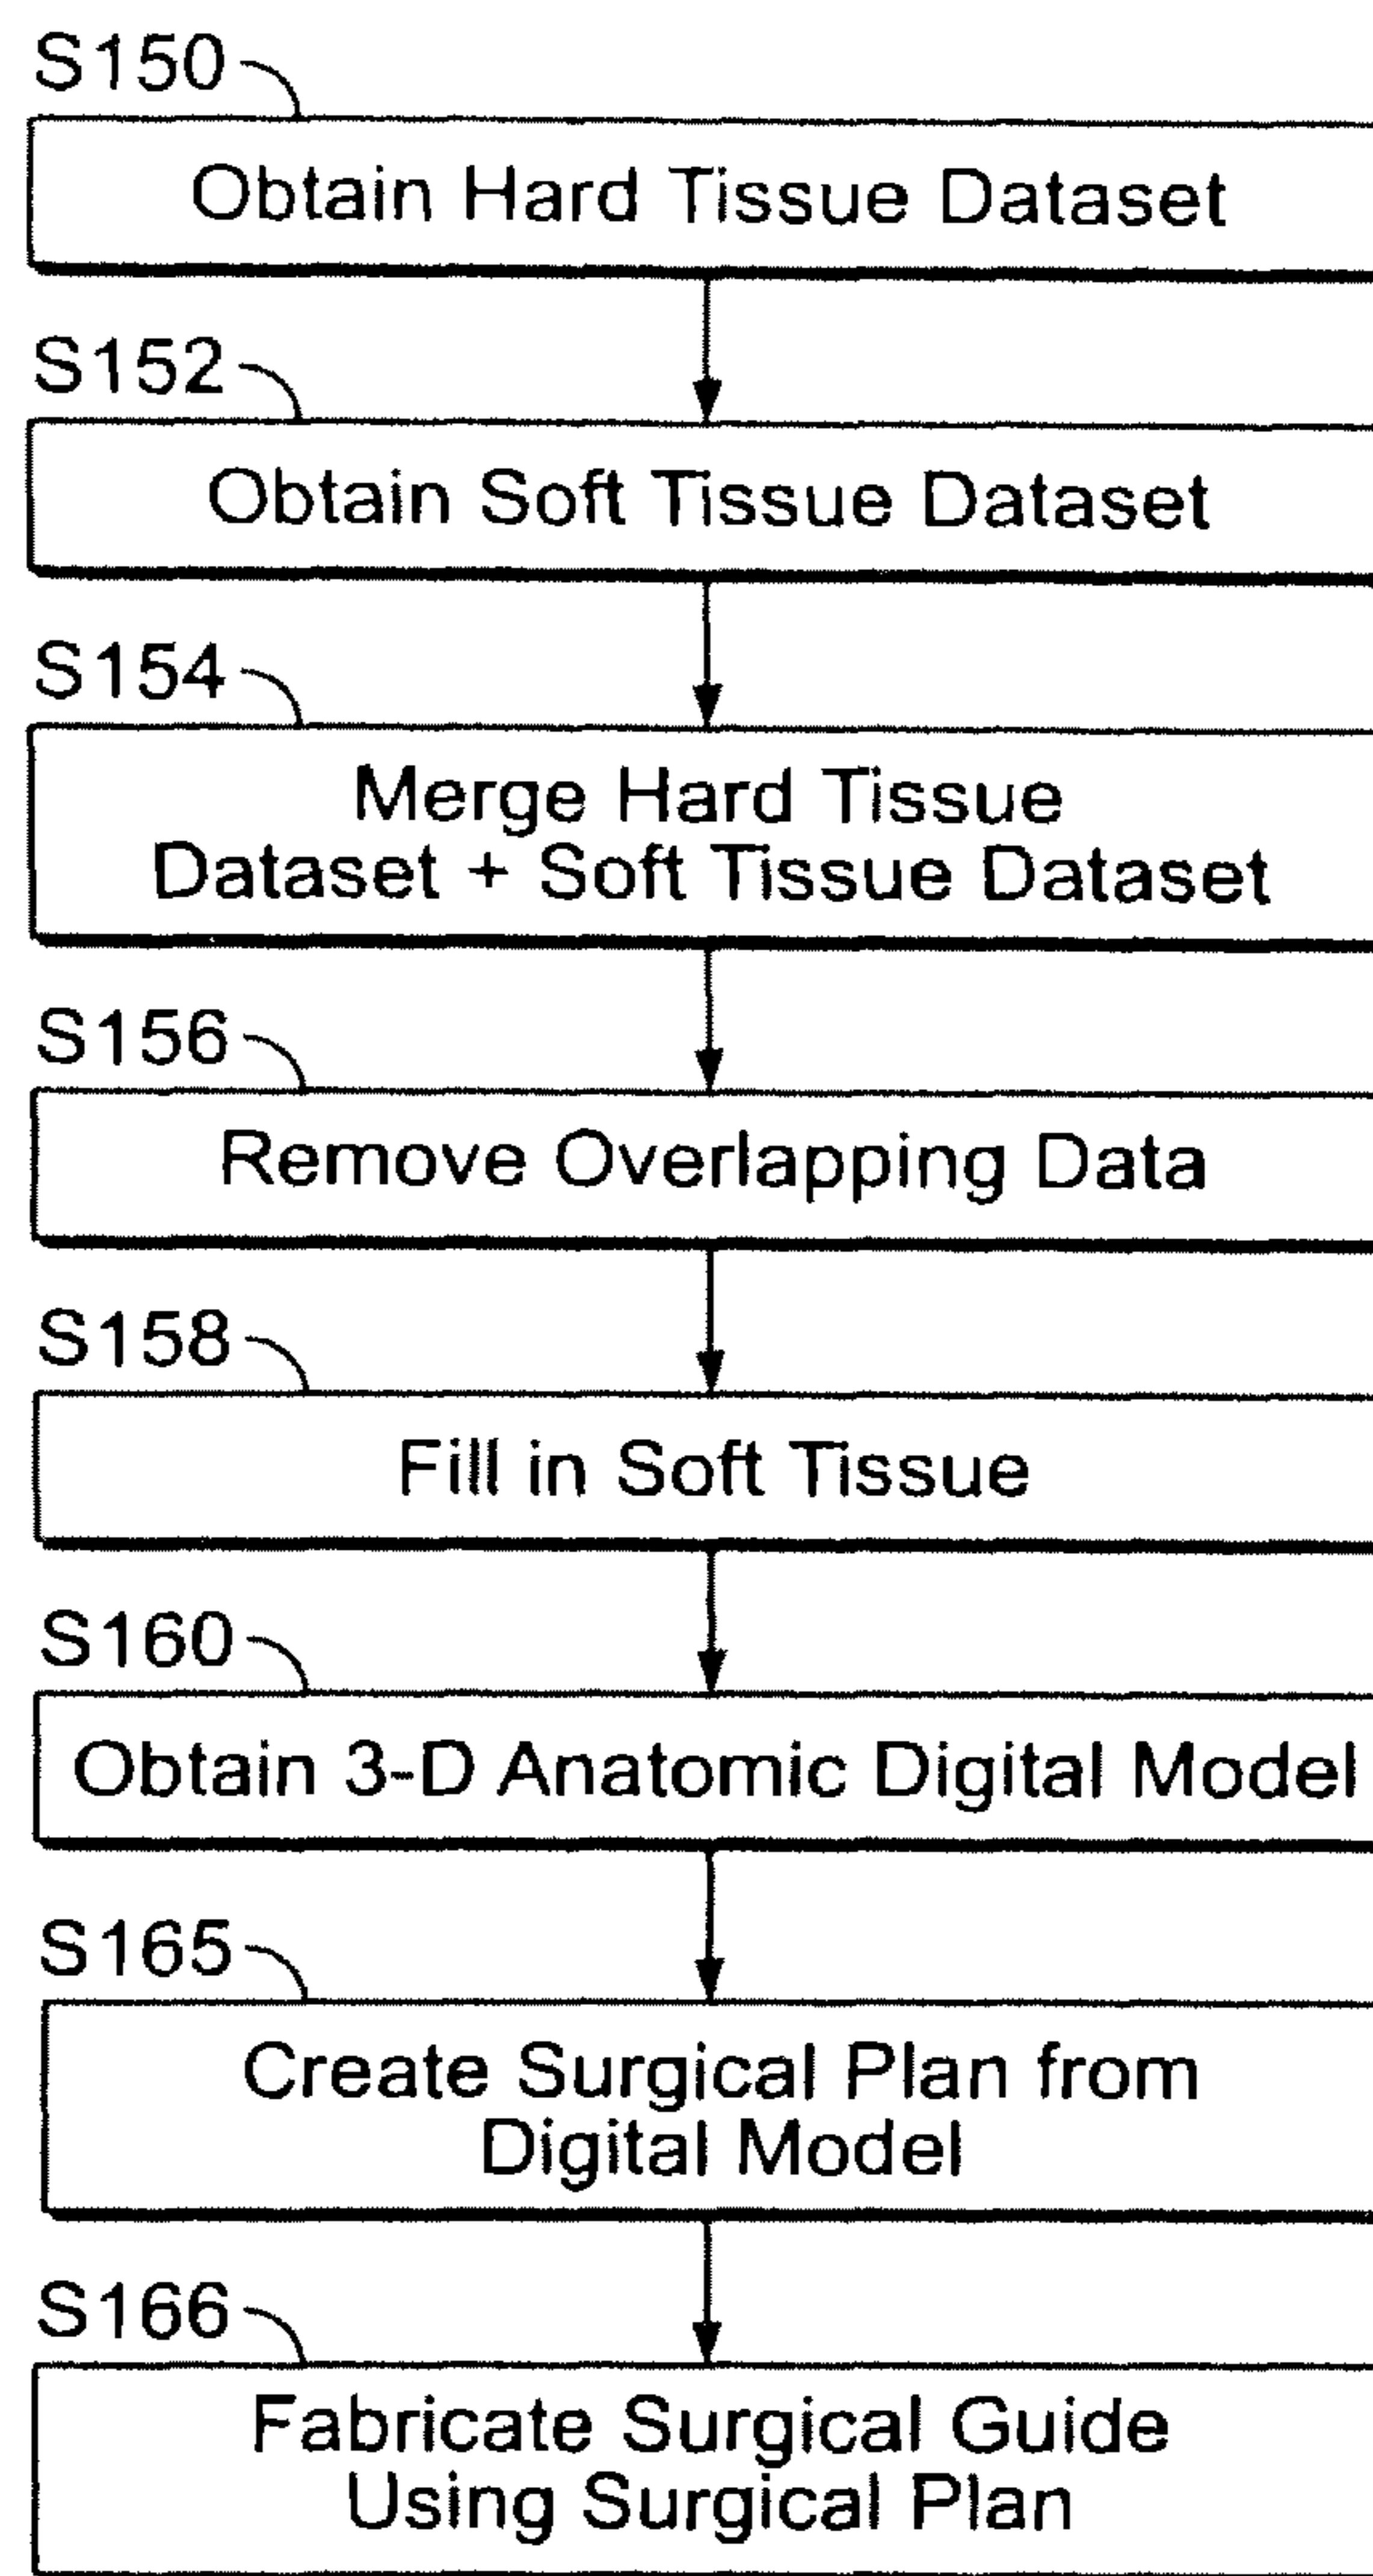 S150
Obtain Hard Tissue Dataset
S152
Obtain Soft Tissue Dataset
S154
Merge Hard Tissue
Dataset + Soft Tissue Dataset
S156
Remove Overlapping Data
S158
Fill in Soft Tissue
S160
Obtain 3-D Anatomic Digital Model
S165
Create Surgical Plan from
Digital Model
S166
Fabricate Surgical Guide
Using Surgical Plan